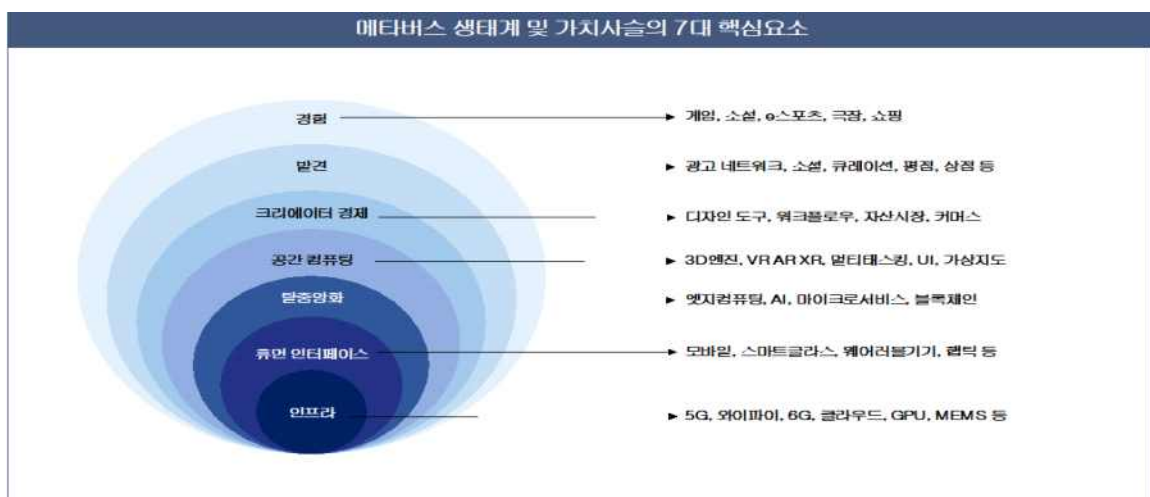 메타버스 생태계 및 가치사슬의 7대 핵심요소
경험
► 게임, 소셜, e스포츠, 극장, 쇼핑
발견
► 광고 네트워크, 소셜, 큐레이션, 평점, 상점 등
크리에이터 경제
► 디자인 도구, 워크플로우, 자산시장, 커머스
공간 컴퓨팅
► 3D엔진, VR AR XR, 멀티태스킹, UI, 가상지도
탈중앙화
► 엣지컴퓨팅, AI, 마이크로서비스, 블록체인
휴먼 인터페이스
► 모바일, 스마트글라스, 웨어러블기기, 햅틱 등
인프라
► 5G, 와이파이, 6G, 클라우드, GPU, MEMS 등